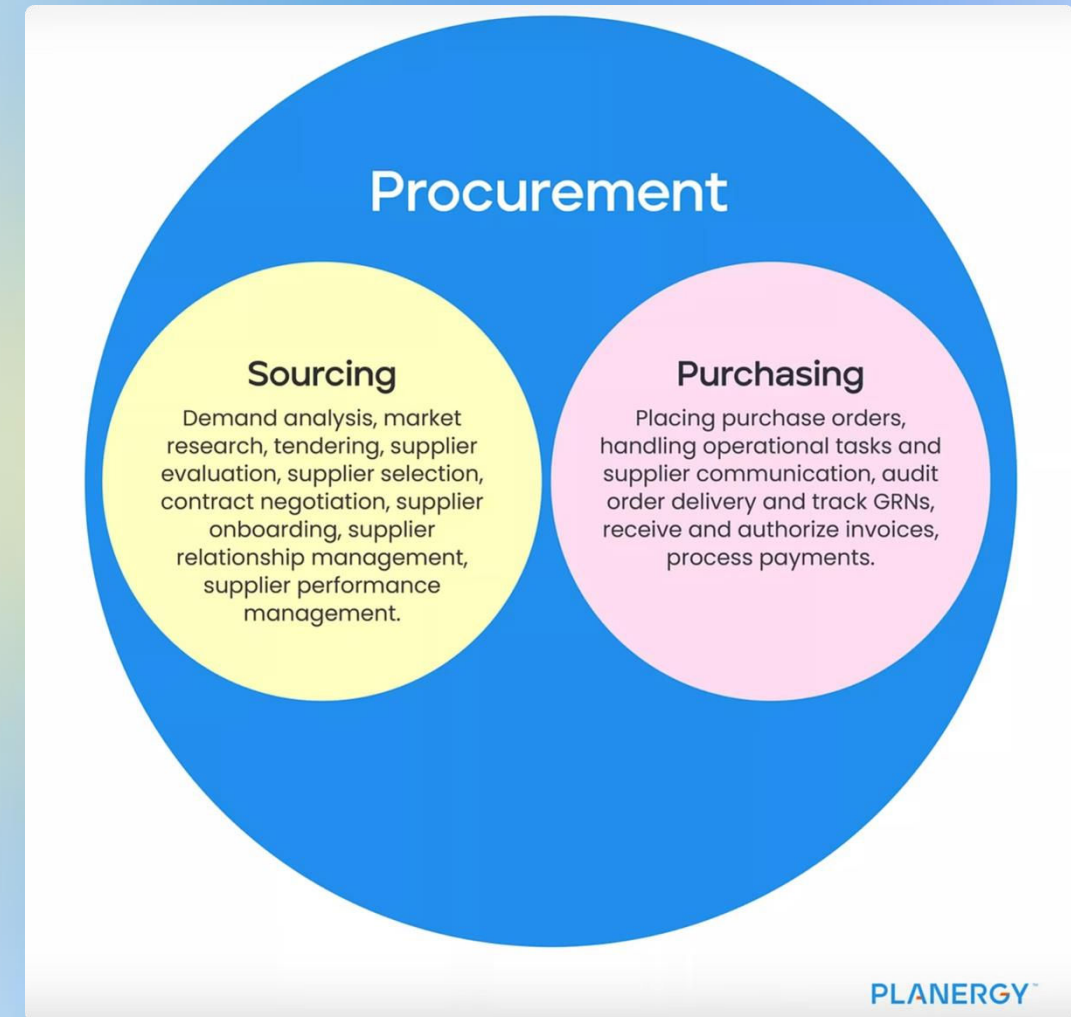 Procurement
Sourcing
Demand analysis, market
research, tendering, supplier
evaluation, supplier selection,
contract negotiation, supplier
onboarding, supplier
relationship management,
supplier performance
management.
Purchasing
Placing purchase orders,
handling operational tasks and
supplier communication, audit
order delivery and track GRNs,
receive and authorize invoices,
process payments.
PLANERGY™